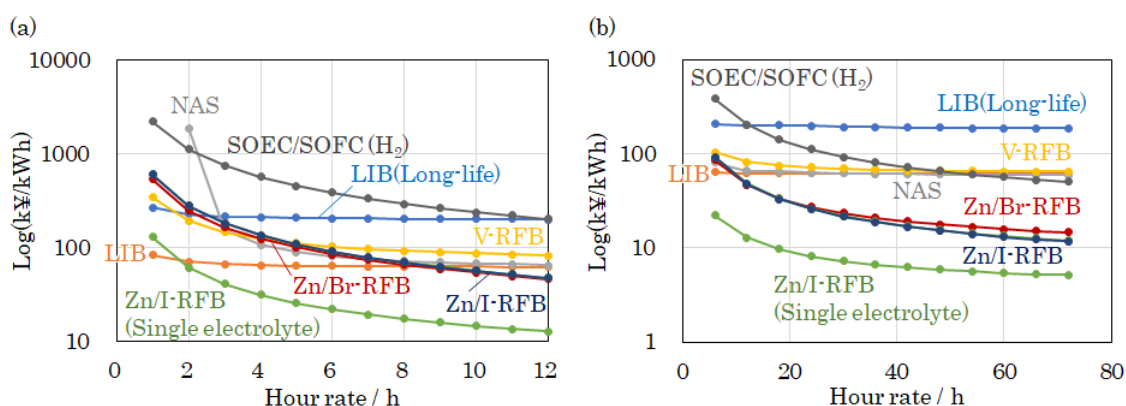 (a)
10000
1000
100
10
Log(k¥/kWh)
NAS
SOEC/SOFC (H2)
LIB(Long-life)
V-RFB
LIB
Zn/Br-RFB
Zn/I-RFB
Zn/I-RFB
(Single electrolyte)
0 2 4 6 8 10 12
Hour rate / h
(b)
1000
100
10
1
Log(k¥/kWh)
SOEC/SOFC (H2)
LIB(Long-life)
V-RFB
LIB
NAS
Zn/Br-RFB
Zn/I-RFB
Zn/I-RFB
(Single electrolyte)
0 20 40 60 80
Hour rate / h